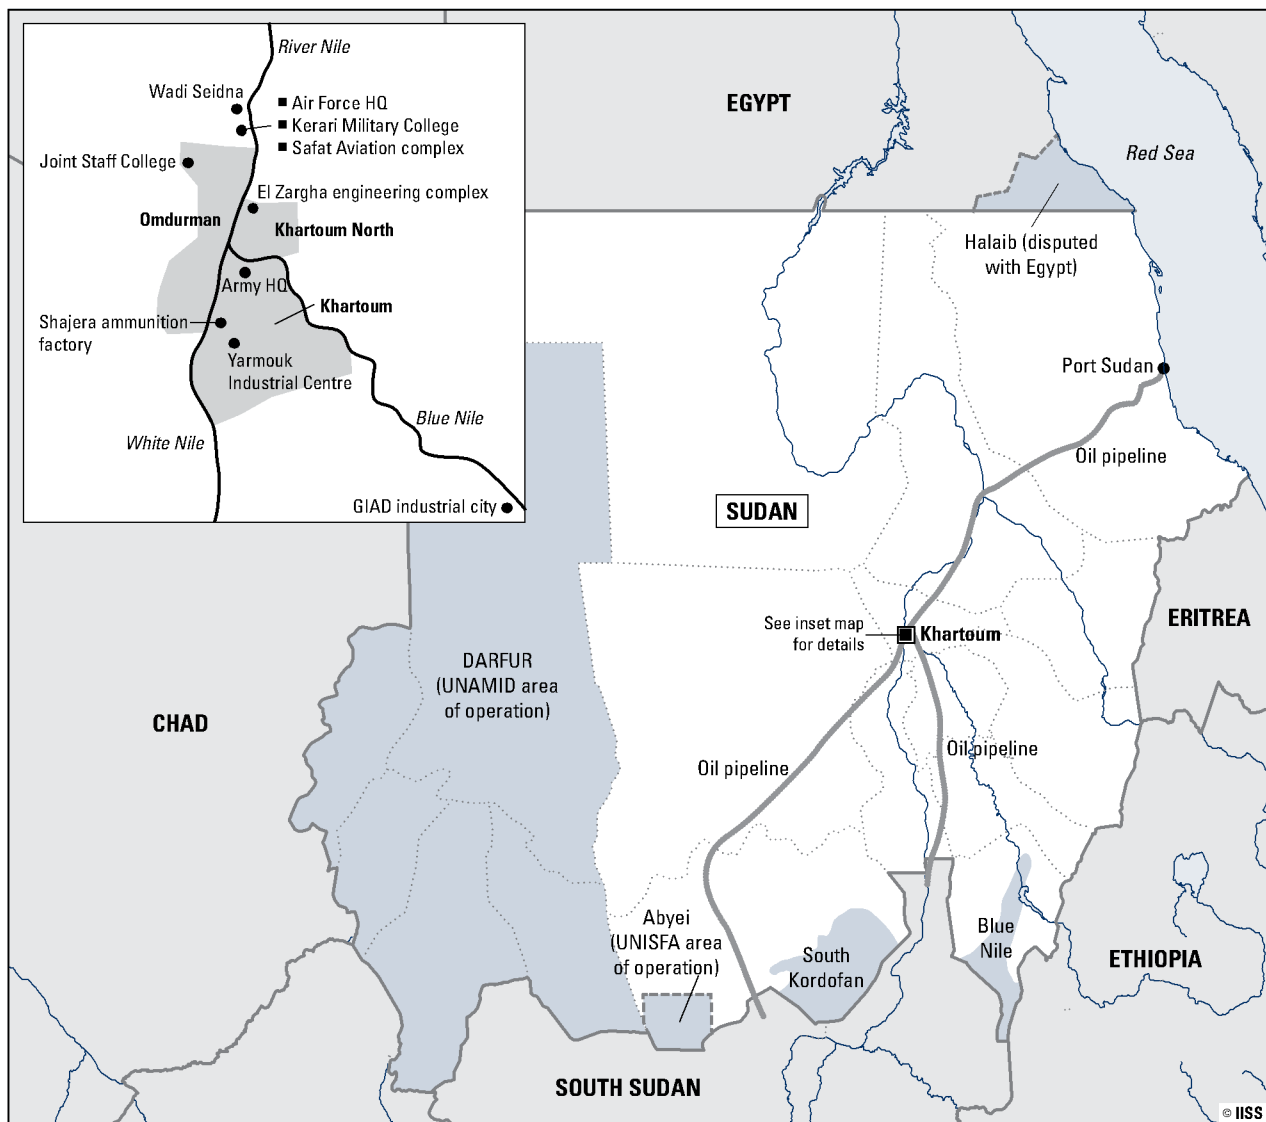 River Nile
Wadi Seidna
■ Air Force HQ
■ Kerari Military College
■ Safat Aviation complex
Joint Staff College
El Zargha engineering complex
Omdurman
Khartoum North
Army HQ
Khartoum
Shajera ammunition
factory
Yarmouk
Industrial Centre
Blue Nile
White Nile
GIAD industrial city
EGYPT
Red Sea
Halaib (disputed
with Egypt)
Port Sudan
Oil pipeline
SUDAN
See inset map
for details
Khartoum
ERITREA
DARFUR
(UNAMID area
of operation)
CHAD
Oil pipeline
Oil pipeline
Abyei
(UNISFA area
of operation)
South
Kordofan
Blue
Nile
ETHIOPIA
SOUTH SUDAN
© IISS